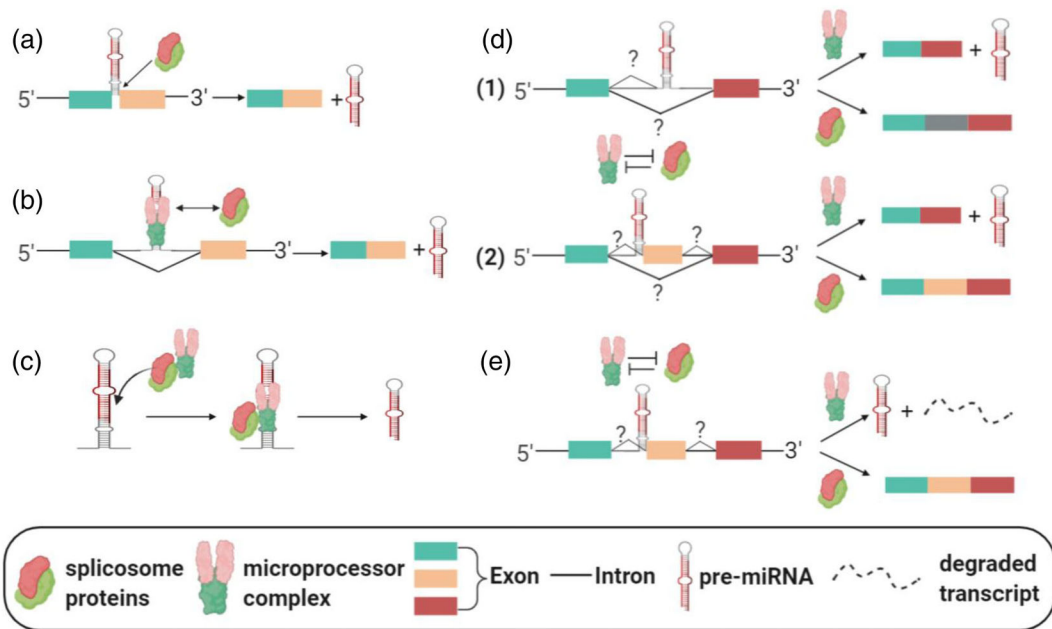 (a)
5'
3'
+
(b)
5'
3'
+
(c)
(d)
(1)
5'
?
?
3'
+
(2)
5'
?
?
?
3'
+
(e)
5'
?
?
3'
+
splicosome
proteins
microprocessor
complex
Exon
Intron
pre-miRNA
degraded
transcript